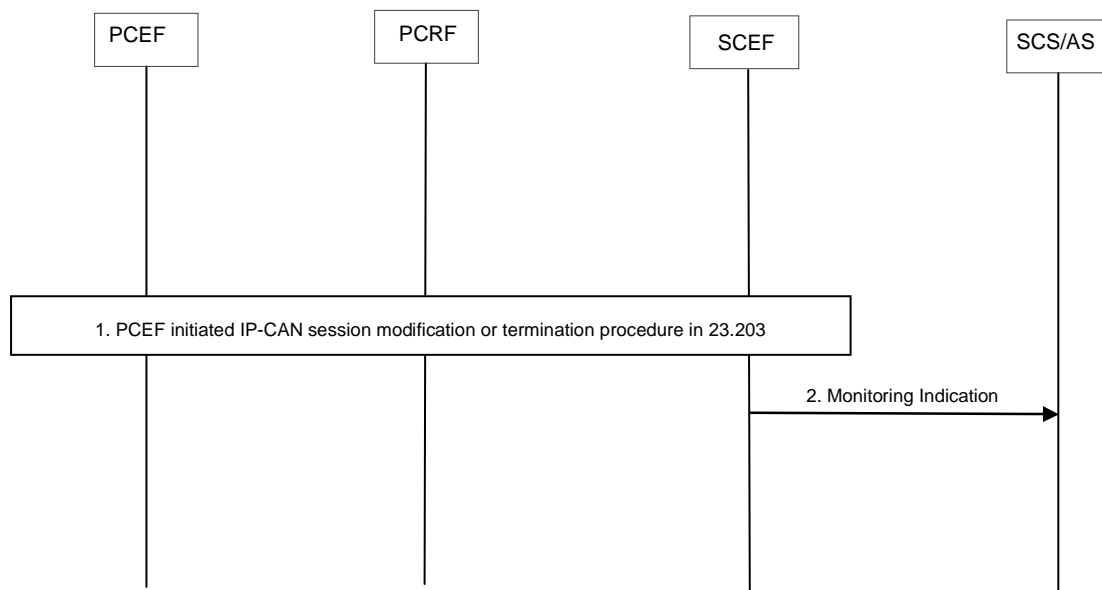 PCEF
PCRF
SCEF
SCS/AS
1. PCEF initiated IP-CAN session modification or termination procedure in 23.203
2. Monitoring Indication